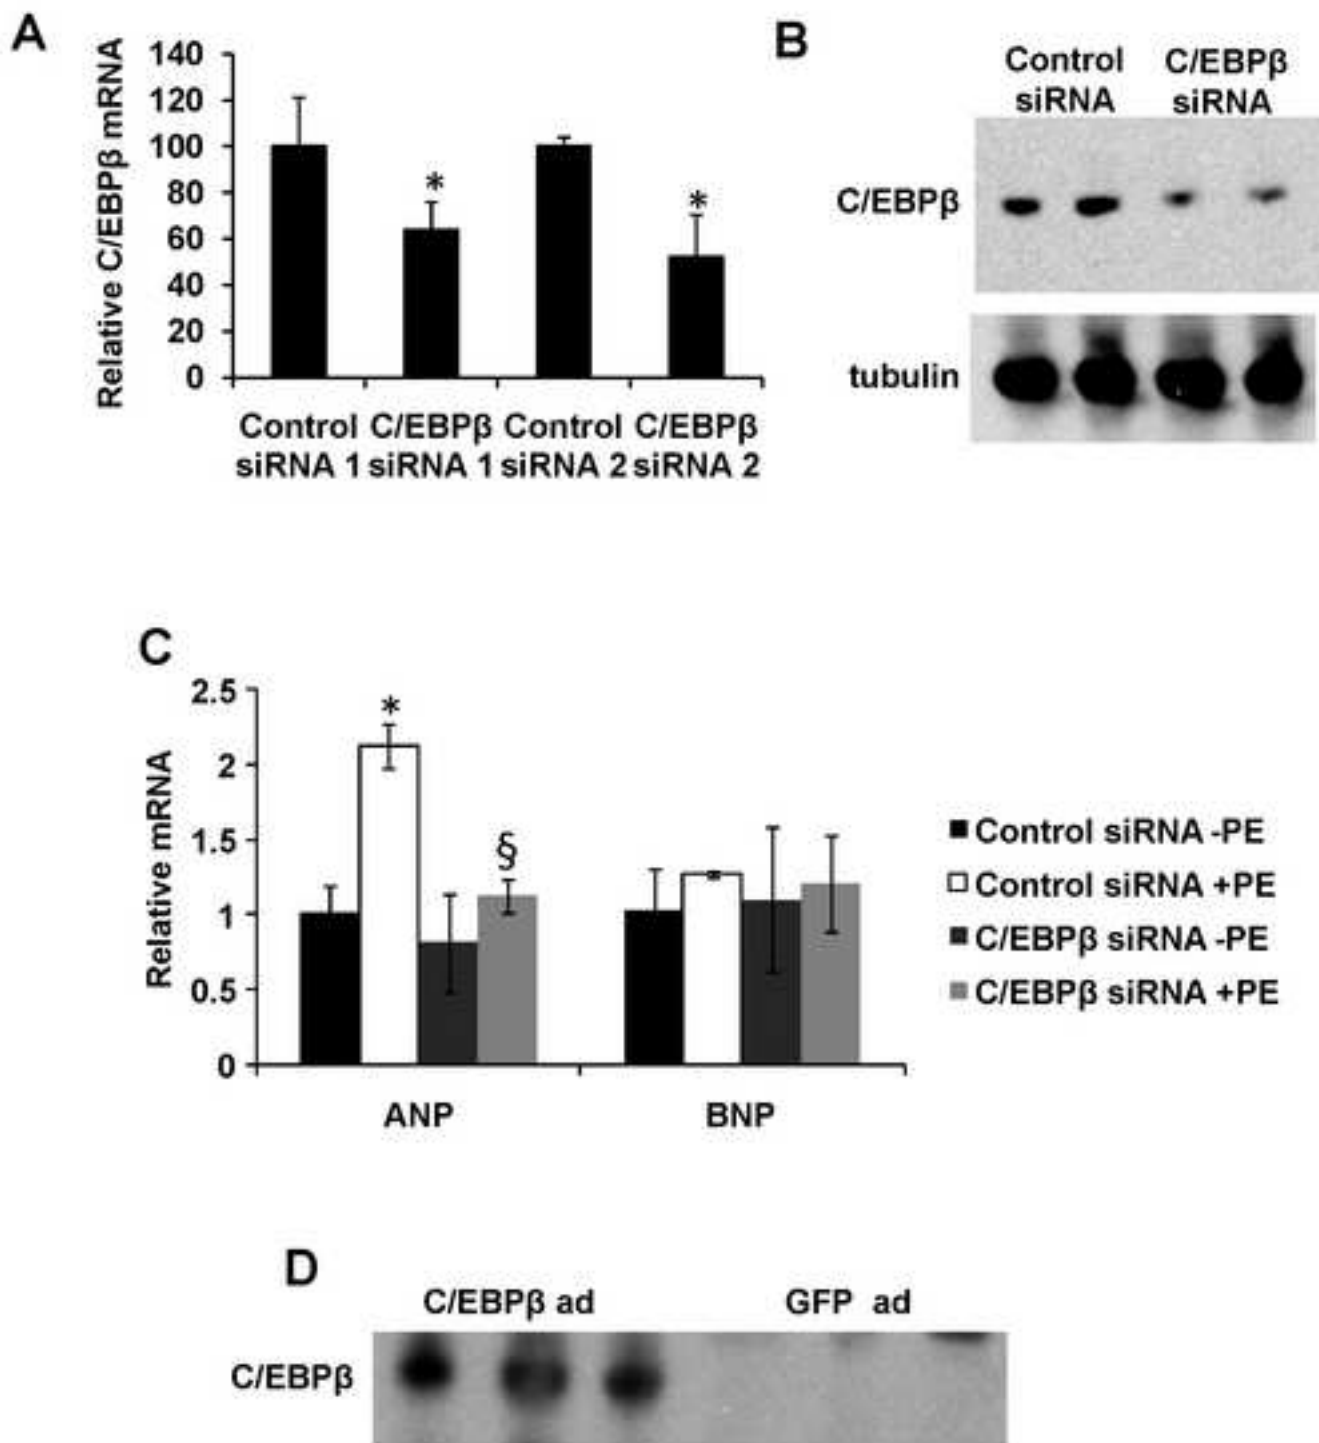 A
140
120
100
80
60
40
20
0
Relative C/EBPβ mRNA
*
*
Control C/EBPβ Control C/EBPβ
siRNA 1 siRNA 1 siRNA 2 siRNA 2
B
Control C/EBPβ
siRNA siRNA
C/EBPβ
tubulin
C
2.5
2
1.5
1
0.5
0
Relative mRNA
*
§
ANP BNP
Control siRNA -PE
Control siRNA +PE
C/EBPβ siRNA -PE
C/EBPβ siRNA +PE
D
C/EBPβ ad GFP ad
C/EBPβ